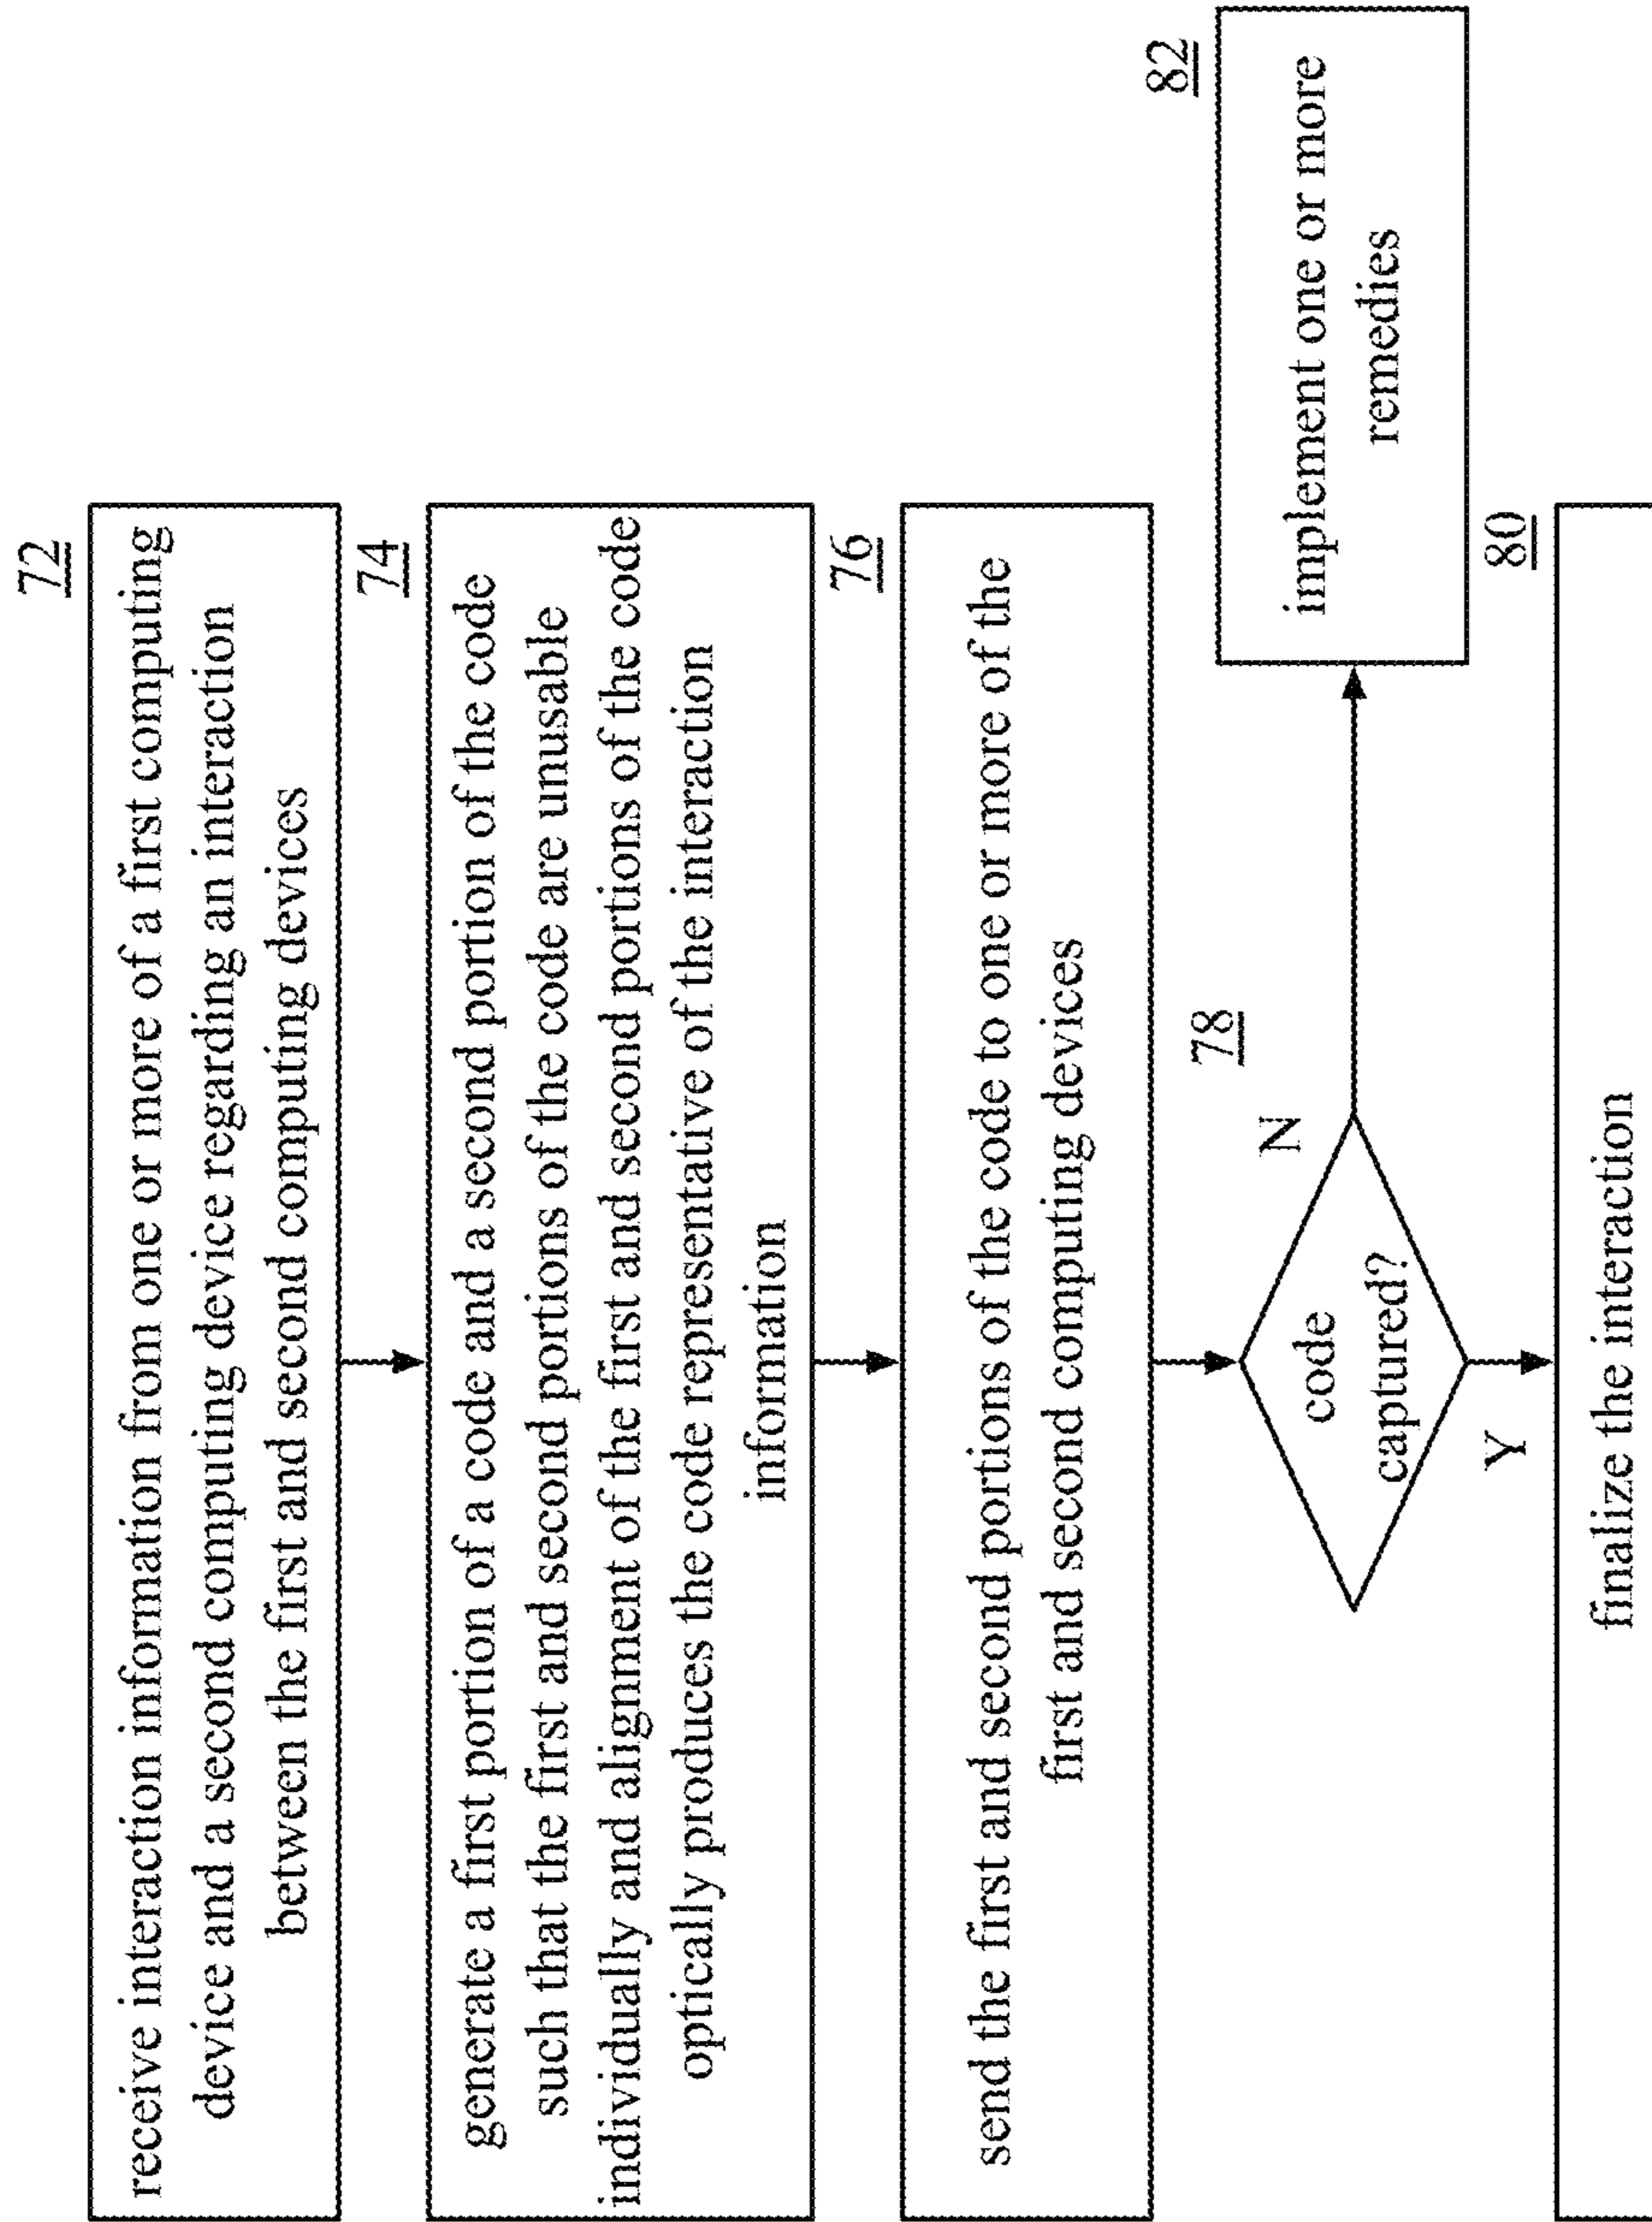 72
receive interaction information from one or more of a first computing
device and a second computing device regarding an interaction
between the first and second computing devices
74
generate a first portion of a code and a second portion of the code
such that the first and second portions of the code are unusable
individually and alignment of the first and second portions of the code
optically produces the code representative of the interaction
information
76
send the first and second portions of the code to one or more of the
first and second computing devices
78
code
captured?
N
Y
82
implement one or more
remedies
80
finalize the interaction